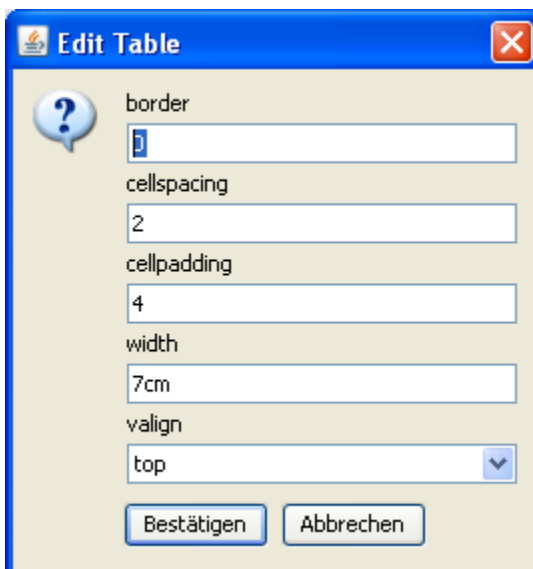 Edit Table
border
0
cellspacing
2
cellpadding
4
width
7cm
valign
top
Bestätigen Abbrechen